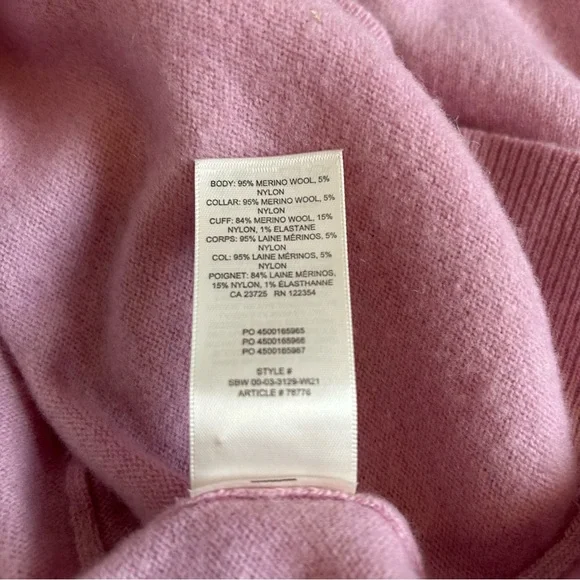 BODY: 95% MERINO WOOL, 5%
NYLON
COLLAR: 95% MERINO WOOL, 5%
NYLON
CUFF: 84% MERINO WOOL, 15%
NYLON, 1% ELASTANE
CORPS: 95% LAINE MÉRINOS, 5%
NYLON
COL: 95% LAINE MÉRINOS, 5%
NYLON
POIGNET: 84% LAINE MÉRINOS,
15% NYLON, 1% ÉLASTHANNE
CA 23725 RN 122354
PO 4500165965
PO 4500165966
PO 4500165967
STYLE #
SBW 00-03-3129-WI21
ARTICLE # 78776